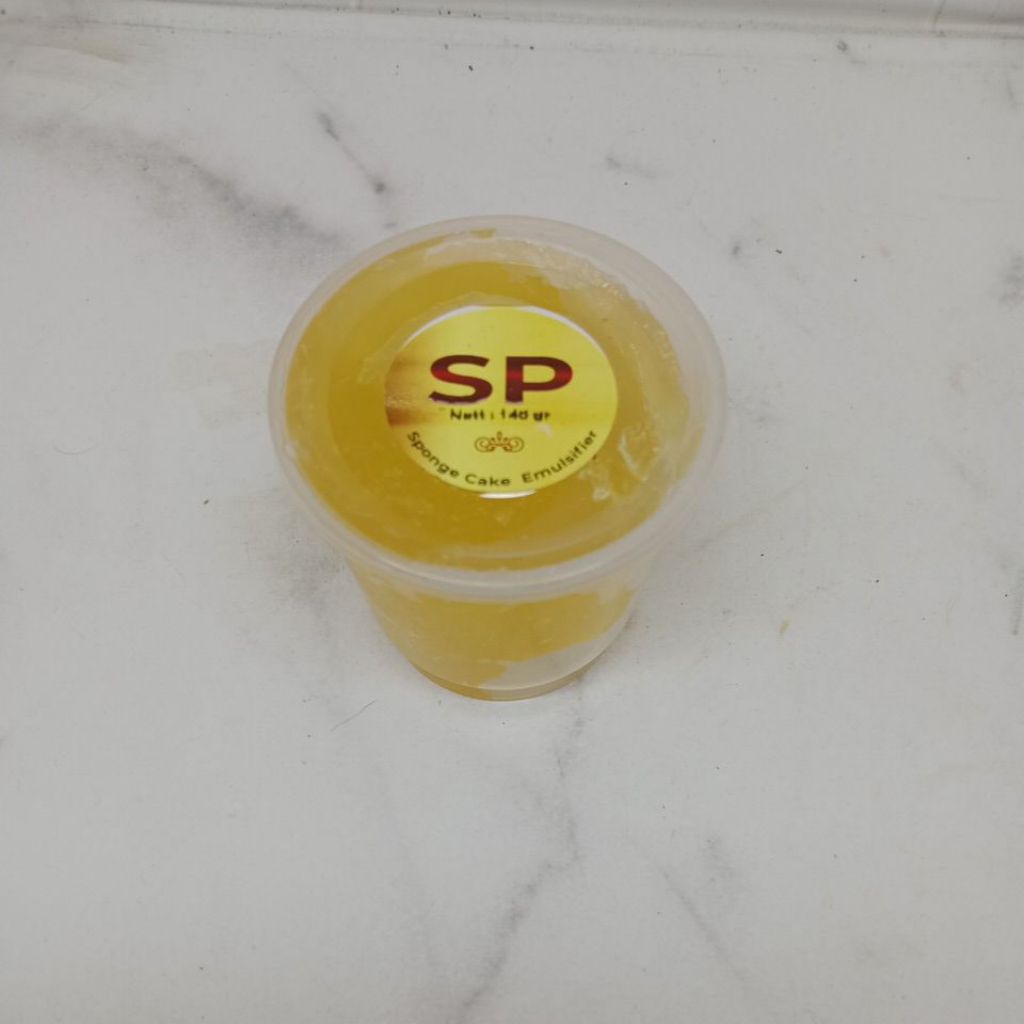 SP
Nett : 140 gr
Sponge Cake Emulsifier